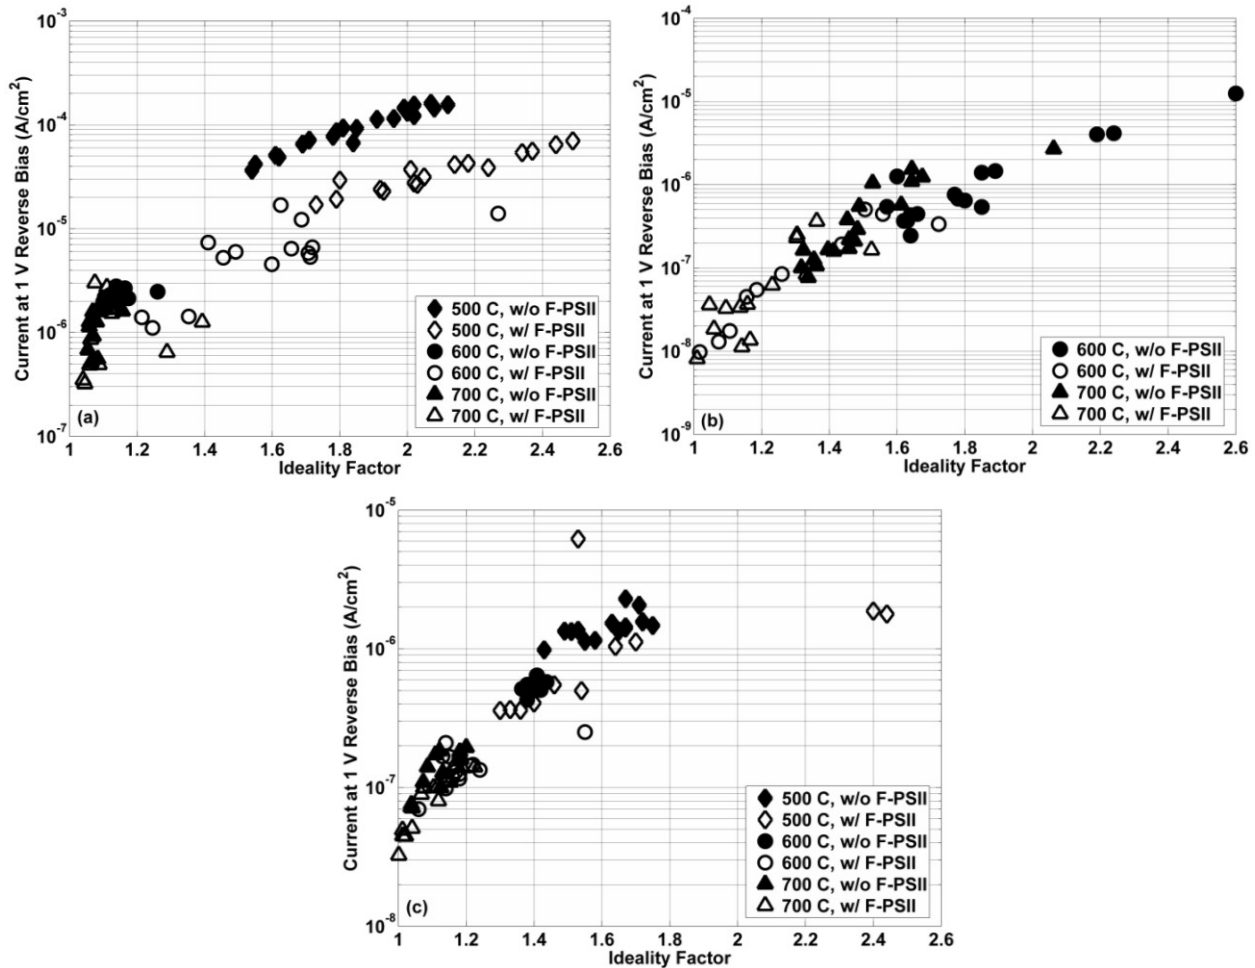 10^-3
10^-4
10^-5
10^-6
10^-7
Current at 1 V Reverse Bias (A/cm^2)
500 C, w/o F-PSII
500 C, w/ F-PSII
600 C, w/o F-PSII
600 C, w/ F-PSII
700 C, w/o F-PSII
700 C, w/ F-PSII
(a)
1 1.2 1.4 1.6 1.8 2 2.2 2.4 2.6
Ideality Factor
10^-4
10^-5
10^-6
10^-7
10^-8
10^-9
Current at 1 V Reverse Bias (A/cm^2)
600 C, w/o F-PSII
600 C, w/ F-PSII
700 C, w/o F-PSII
700 C, w/ F-PSII
(b)
1 1.2 1.4 1.6 1.8 2 2.2 2.4 2.6
Ideality Factor
10^-5
10^-6
10^-7
10^-8
Current at 1 V Reverse Bias (A/cm^2)
500 C, w/o F-PSII
500 C, w/ F-PSII
600 C, w/o F-PSII
600 C, w/ F-PSII
700 C, w/o F-PSII
700 C, w/ F-PSII
(c)
1 1.2 1.4 1.6 1.8 2 2.2 2.4 2.6
Ideality Factor